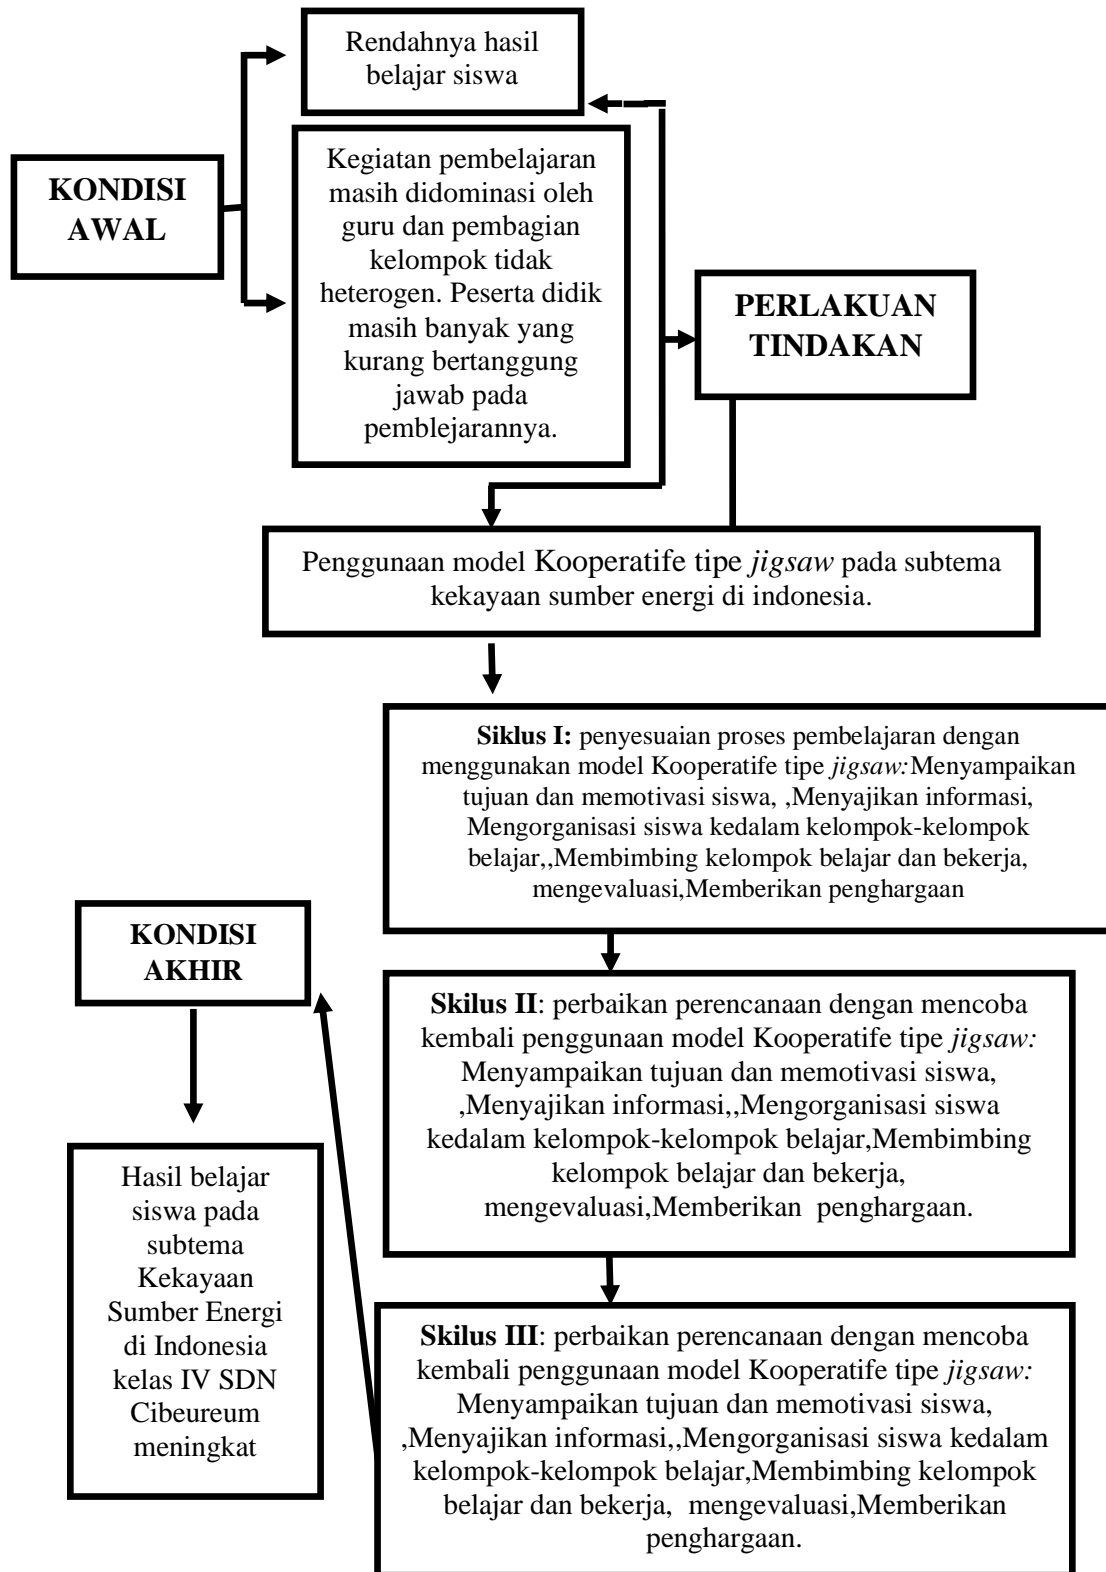 Rendahnya hasil
belajar siswa
KONDISI
AWAL
Kegiatan pembelajaran
masih didominasi oleh
guru dan pembagian
kelompok tidak
heterogen. Peserta didik
masih banyak yang
kurang bertanggung
jawab pada
pemblejarannya.
PERLAKUAN
TINDAKAN
Penggunaan model Kooperatife tipe jigsaw pada subtema
kekayaan sumber energi di indonesia.
Siklus I: penyesuaian proses pembelajaran dengan
menggunakan model Kooperatife tipe jigsaw:Menyampaikan
tujuan dan memotivasi siswa, ,Menyajikan informasi,
Mengorganisasi siswa kedalam kelompok-kelompok
belajar,,Membimbing kelompok belajar dan bekerja,
mengevaluasi,Memberikan penghargaan
KONDISI
AKHIR
Skilus II: perbaikan perencanaan dengan mencoba
kembali penggunaan model Kooperatife tipe jigsaw:
Menyampaikan tujuan dan memotivasi siswa,
,Menyajikan informasi,,Mengorganisasi siswa
kedalam kelompok-kelompok belajar,Membimbing
kelompok belajar dan bekerja,
mengevaluasi,Memberikan penghargaan.
Hasil belajar
siswa pada
subtema
Kekayaan
Sumber Energi
di Indonesia
kelas IV SDN
Cibeureum
meningkat
Skilus III: perbaikan perencanaan dengan mencoba
kembali penggunaan model Kooperatife tipe jigsaw:
Menyampaikan tujuan dan memotivasi siswa,
,Menyajikan informasi,,Mengorganisasi siswa kedalam
kelompok-kelompok belajar,Membimbing kelompok
belajar dan bekerja, mengevaluasi,Memberikan
penghargaan.